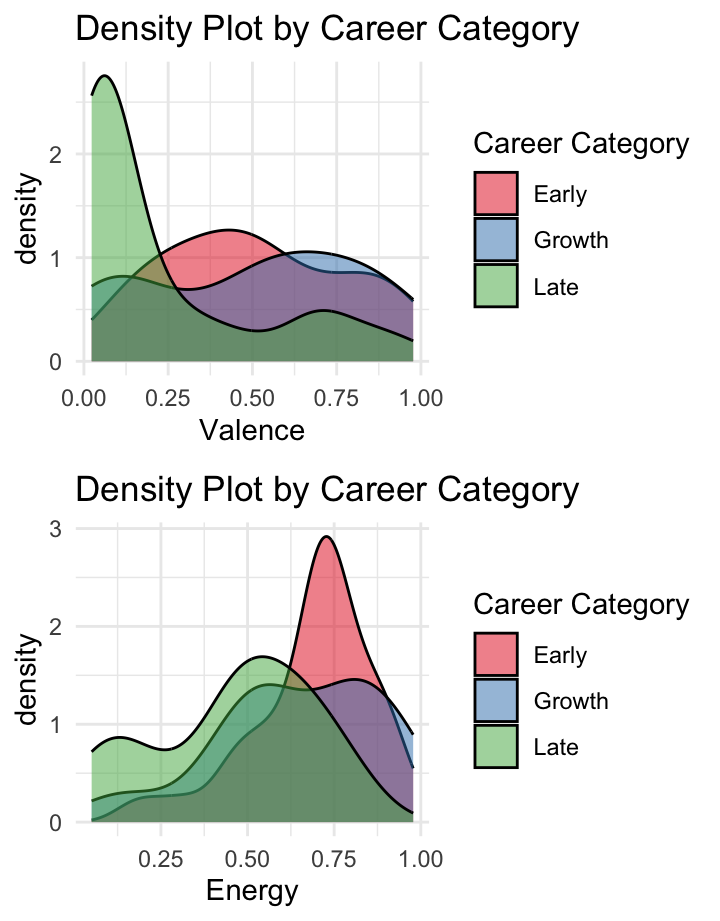 Density Plot by Career Category
density
2
1
0
0.00 0.25 0.50 0.75 1.00
Valence
Career Category
Early
Growth
Late
Density Plot by Career Category
density
3
2
1
0
0.25 0.50 0.75 1.00
Energy
Career Category
Early
Growth
Late